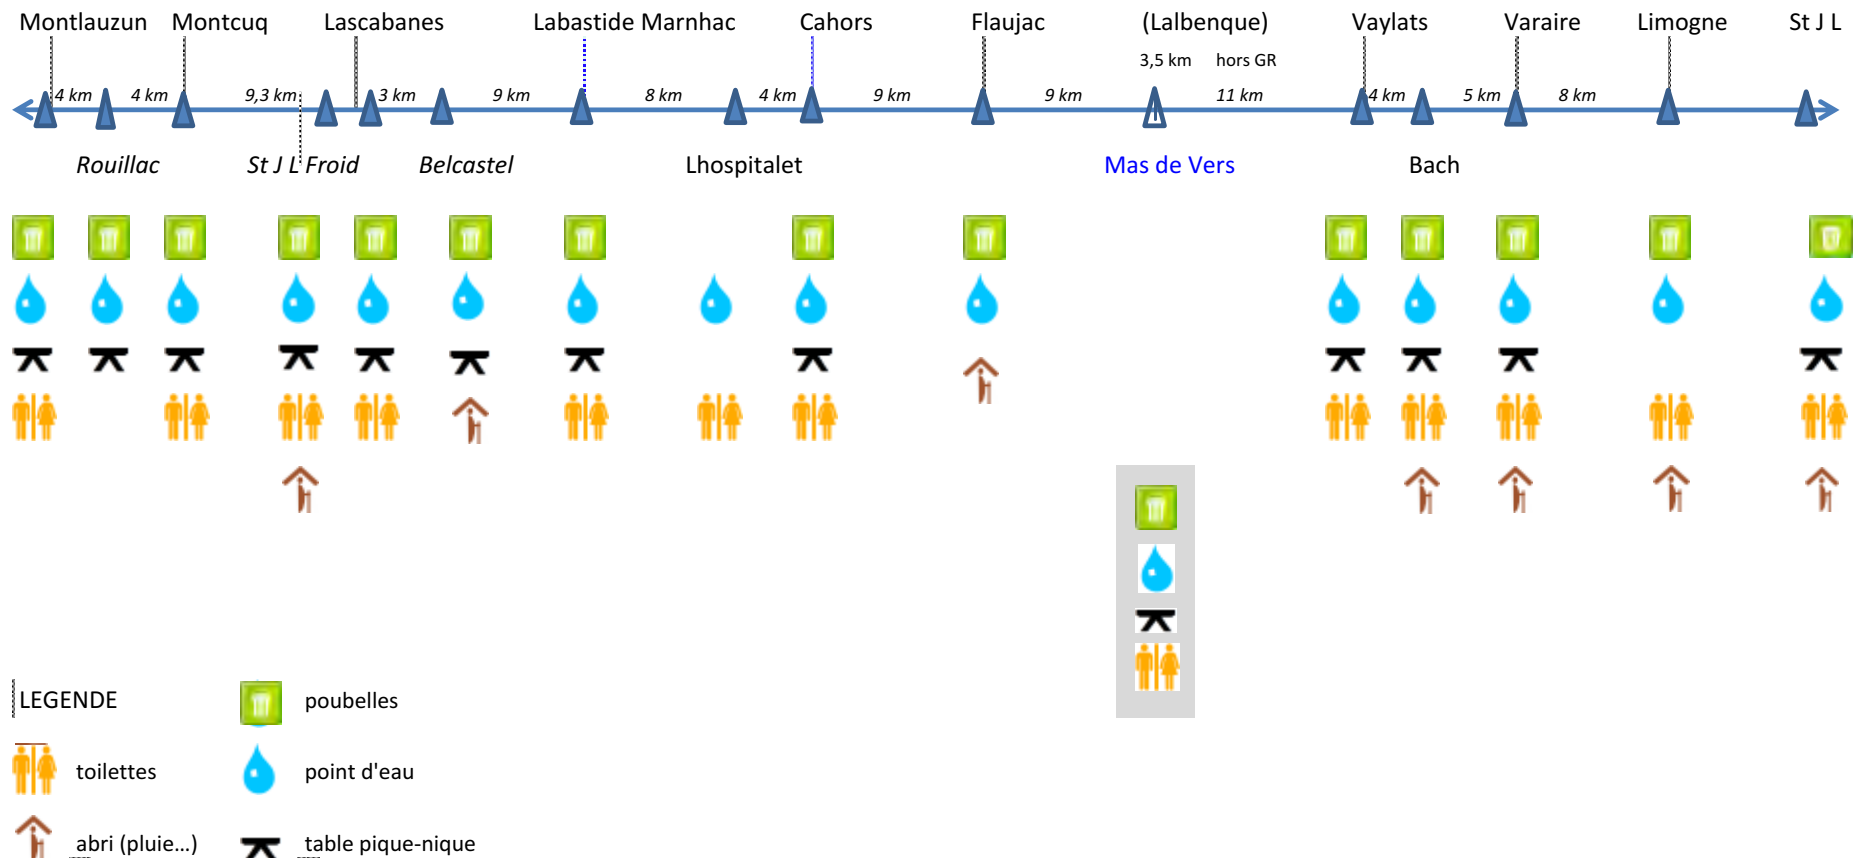 Montlauzun Montcuq Lascabanes Labastide Marnhac Cahors Flaujac (Lalbenque) Vaylats Varaire Limogne St J L
3,5 km hors GR
4 km 4 km 9,3 km 3 km 9 km 8 km 4 km 9 km 9 km 11 km 4 km 5 km 8 km
Rouillac St J L Froid Belcastel Lhospitalet Mas de Vers Bach
LEGENDE poubelles
toilettes point d'eau
abri (pluie...) table pique-nique